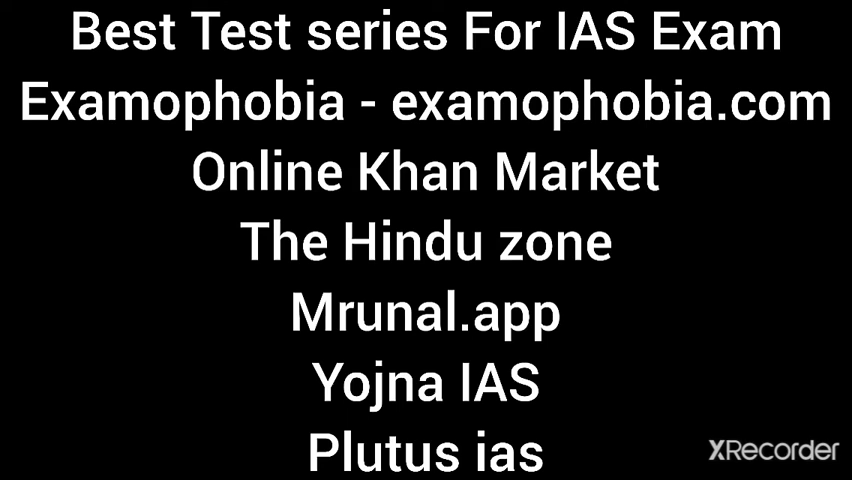 Best Test series For IAS Exam
Examophobia - examophobia.com
Online Khan Market
The Hindu zone
Mrunal.app
Yojna IAS
Plutus ias
XRecorder